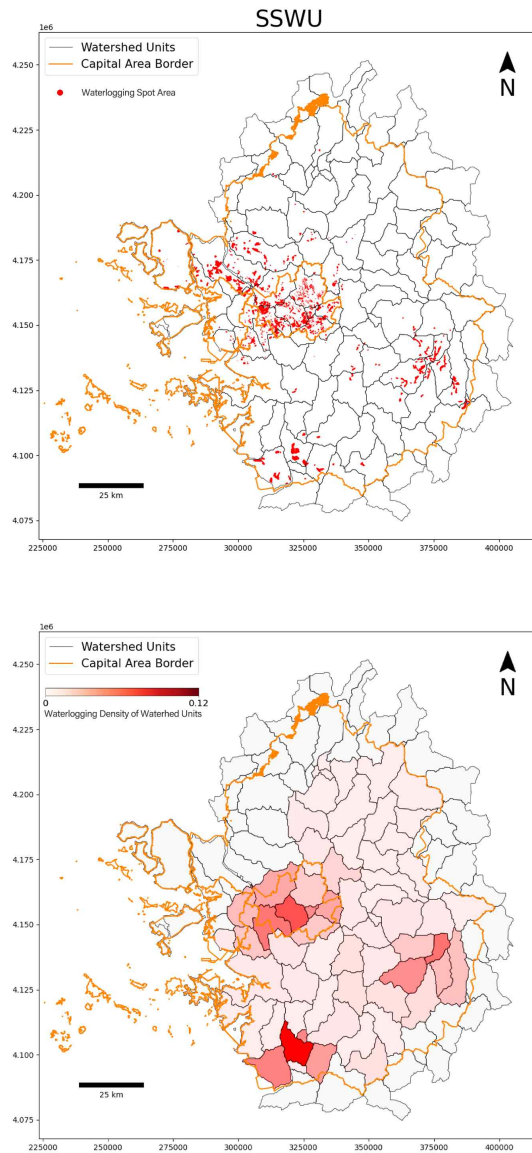 SSWU
1e6
Watershed Units
Capital Area Border
Waterlogging Spot Area
N
4.250
4.225
4.200
4.175
4.150
4.125
4.100
4.075
25 km
225000 250000 275000 300000 325000 350000 375000 400000
1e6
Watershed Units
Capital Area Border
0 0.12
Waterlogging Density of Waterhed Units
N
4.250
4.225
4.200
4.175
4.150
4.125
4.100
4.075
25 km
225000 250000 275000 300000 325000 350000 375000 400000